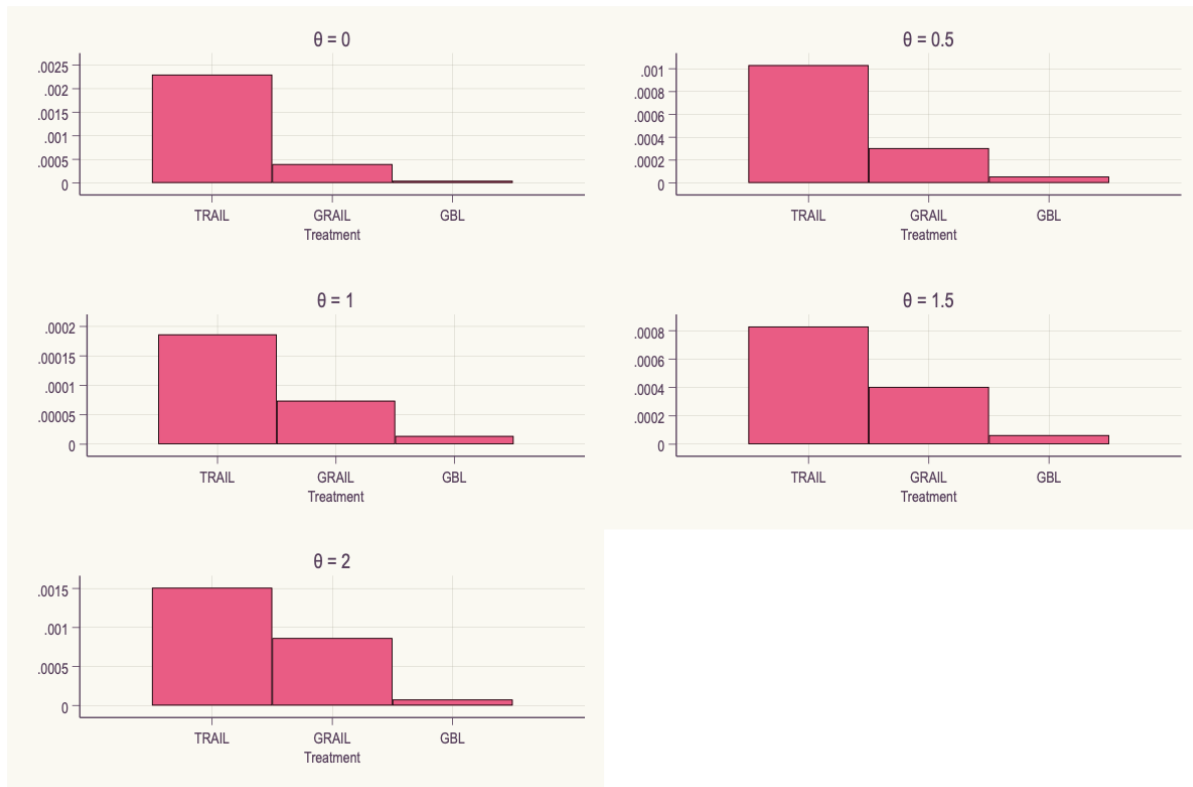 θ = 0
.0025
.002
.0015
.001
.0005
0
TRAIL GRAIL GBL
Treatment
θ = 0.5
.001
.0008
.0006
.0004
.0002
0
TRAIL GRAIL GBL
Treatment
θ = 1
.0002
.00015
.0001
.00005
0
TRAIL GRAIL GBL
Treatment
θ = 1.5
.0008
.0006
.0004
.0002
0
TRAIL GRAIL GBL
Treatment
θ = 2
.0015
.001
.0005
0
TRAIL GRAIL GBL
Treatment